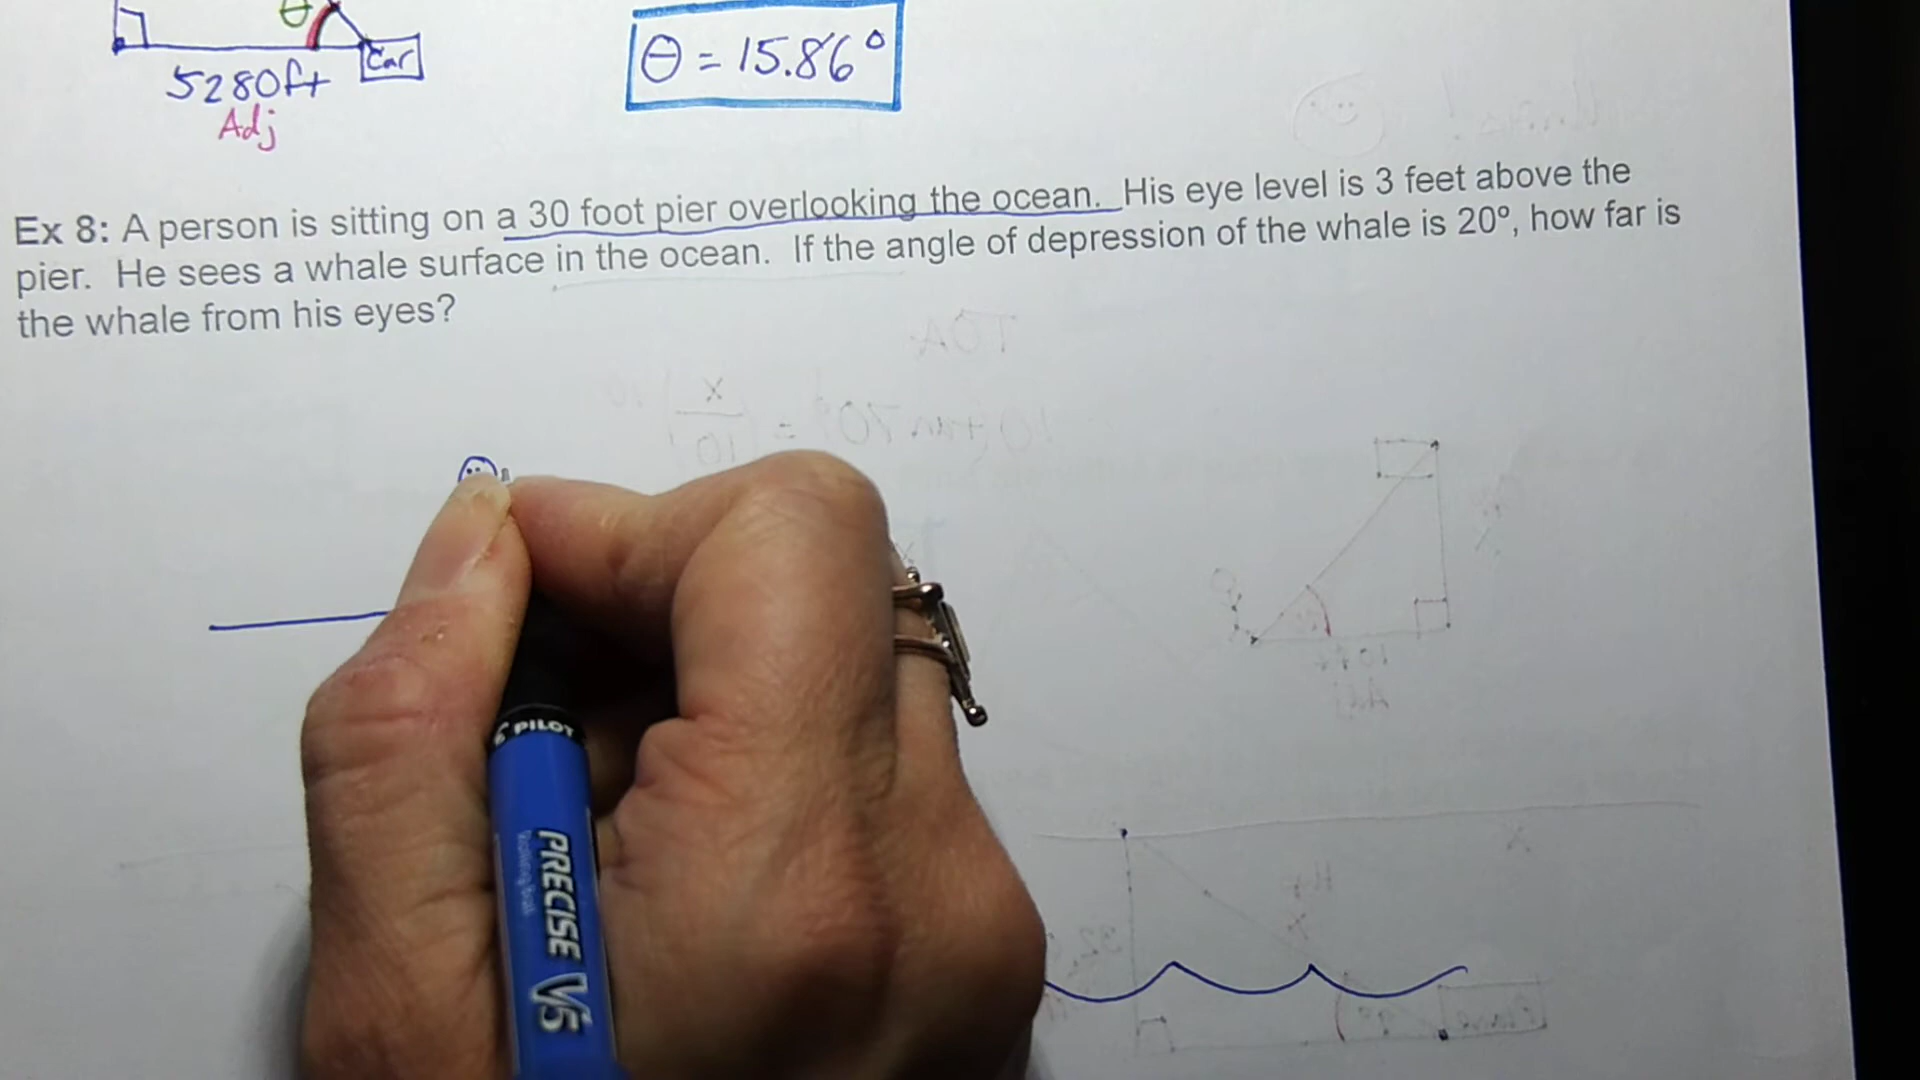 θ
car
5280ft
Adj
θ = 15.86°
Ex 8: A person is sitting on a 30 foot pier overlooking the ocean. His eye level is 3 feet above the
pier. He sees a whale surface in the ocean. If the angle of depression of the whale is 20°, how far is
the whale from his eyes?
PILOT
PRECISE V5
Rolling Ball